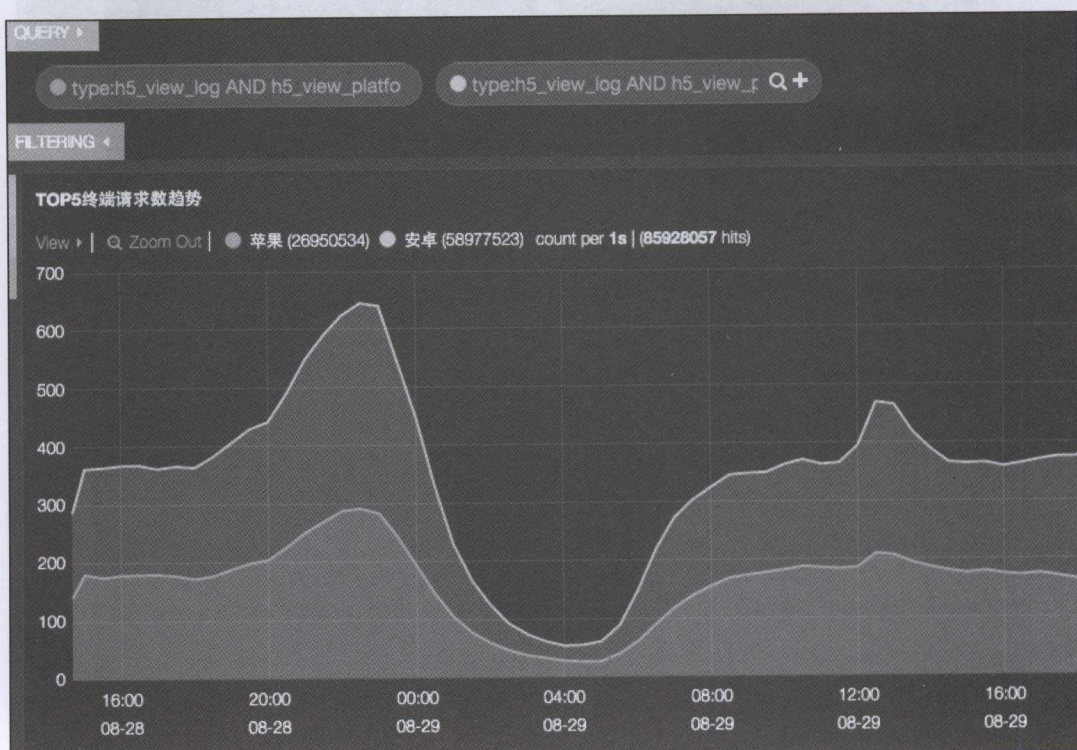 QUERY
type:h5_view_log AND h5_view_platfo
type:h5_view_log AND h5_view_p
FILTERING
TOP5终端请求数趋势
View | Zoom Out | 苹果 (26950534) 安卓 (58977523) count per 1s | (85928057 hits)
700
600
500
400
300
200
100
0
16:00 20:00 00:00 04:00 08:00 12:00 16:00
08-28 08-28 08-29 08-29 08-29 08-29 08-29